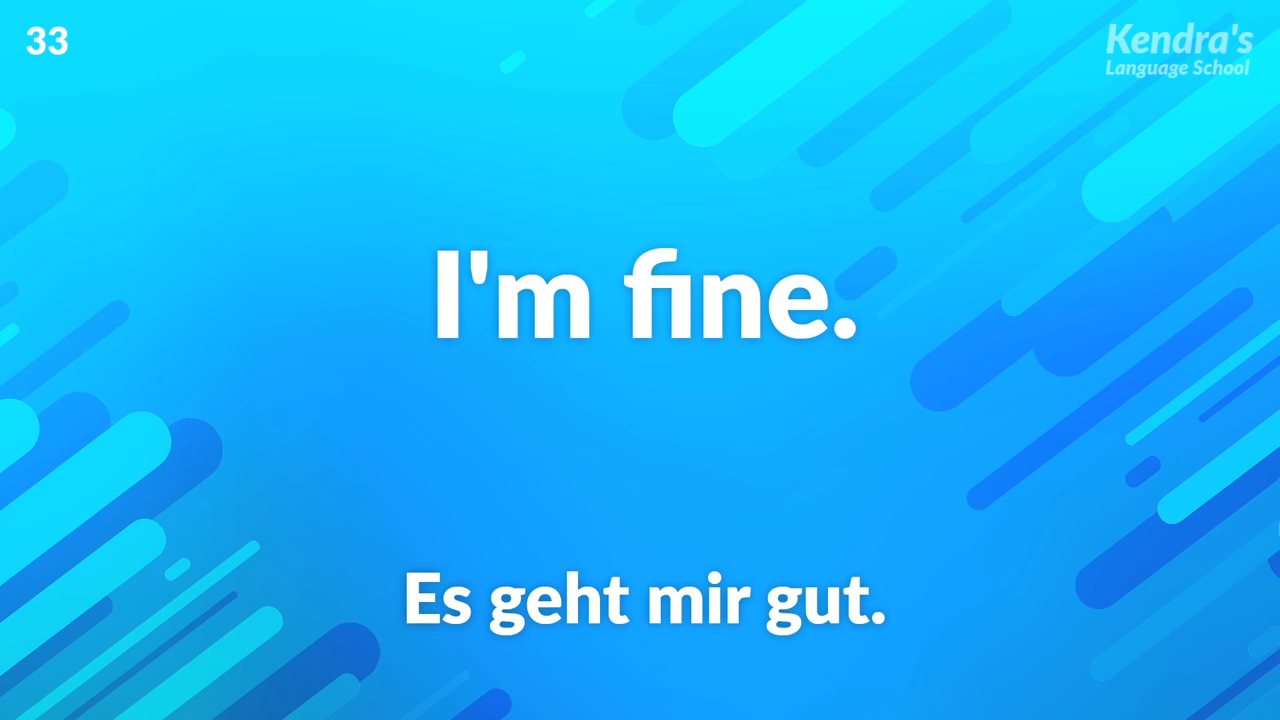 33
Kendra's
Language School
I'm fine.
Es geht mir gut.